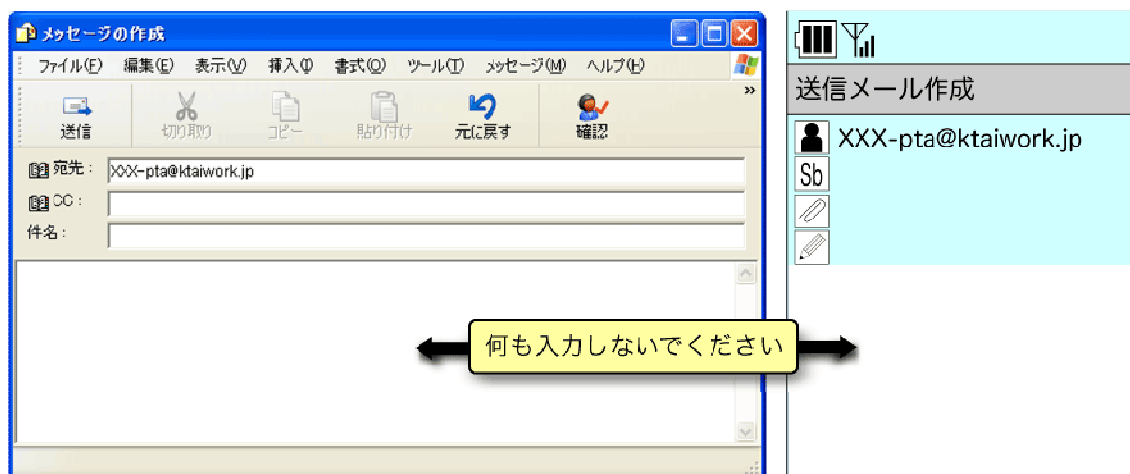 メッセージの作成
ファイル(F) 編集(E) 表示(V) 挿入(I) 書式(O) ツール(T) メッセージ(M) ヘルプ(H)
送信 切り取り コピー 貼り付け 元に戻す 確認
宛先: XXX-pta@ktaiwork.jp
CC:
件名:
何も入力しないでください
送信メール作成
XXX-pta@ktaiwork.jp
Sb